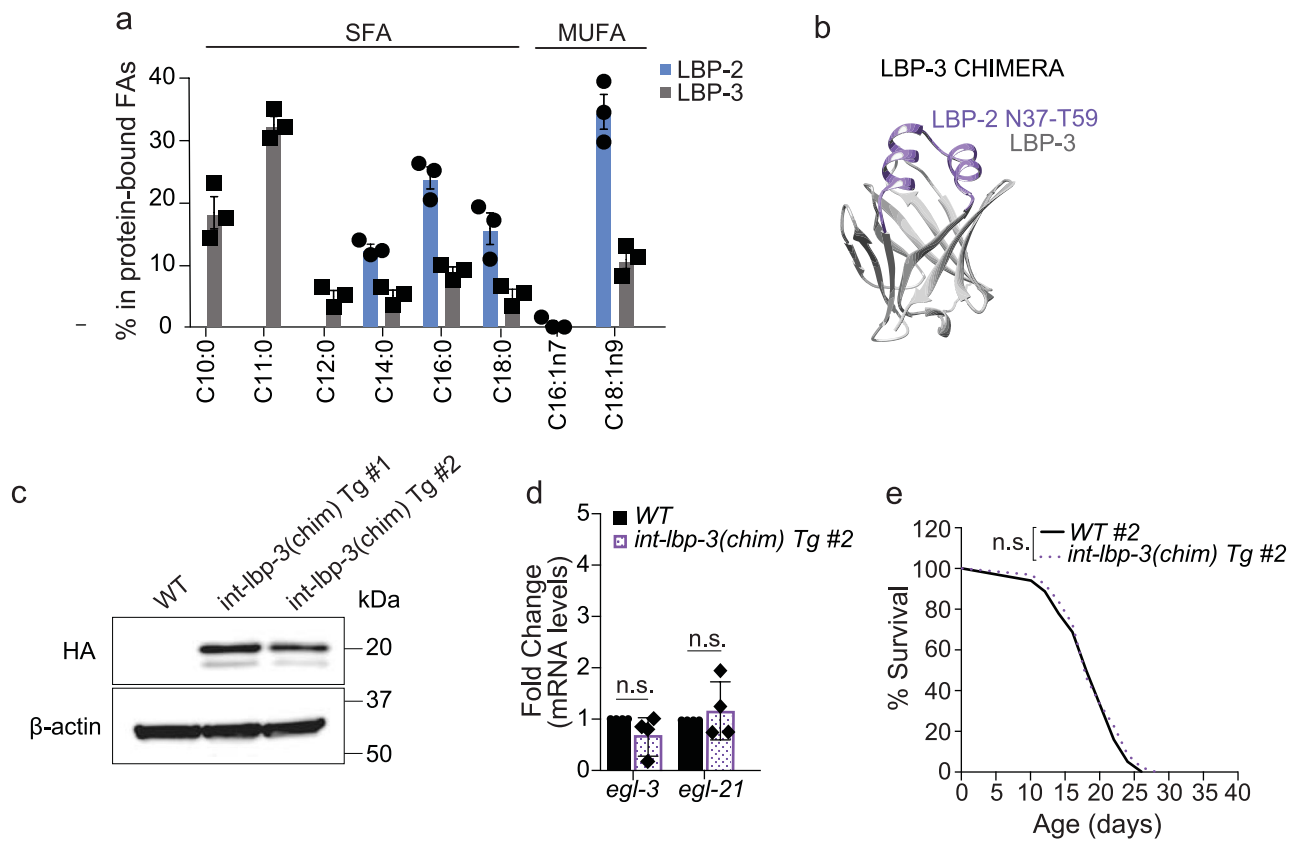 a
SFA
MUFA
LBP-2
LBP-3
% in protein-bound FAs
40
30
20
10
0
–
C10:0
C11:0
C12:0
C14:0
C16:0
C18:0
C16:1n7
C18:1n9
b
LBP-3 CHIMERA
LBP-2 N37-T59
LBP-3
c
WT
int-lbp-3(chim) Tg #1
int-lbp-3(chim) Tg #2
kDa
HA
20
β-actin
37
50
d
WT
int-lbp-3(chim) Tg #2
Fold Change
(mRNA levels)
5
4
3
2
1
0
n.s.
n.s.
egl-3
egl-21
e
n.s.
WT #2
int-lbp-3(chim) Tg #2
% Survival
120
100
80
60
40
20
0
0 5 10 15 20 25 30 35 40
Age (days)